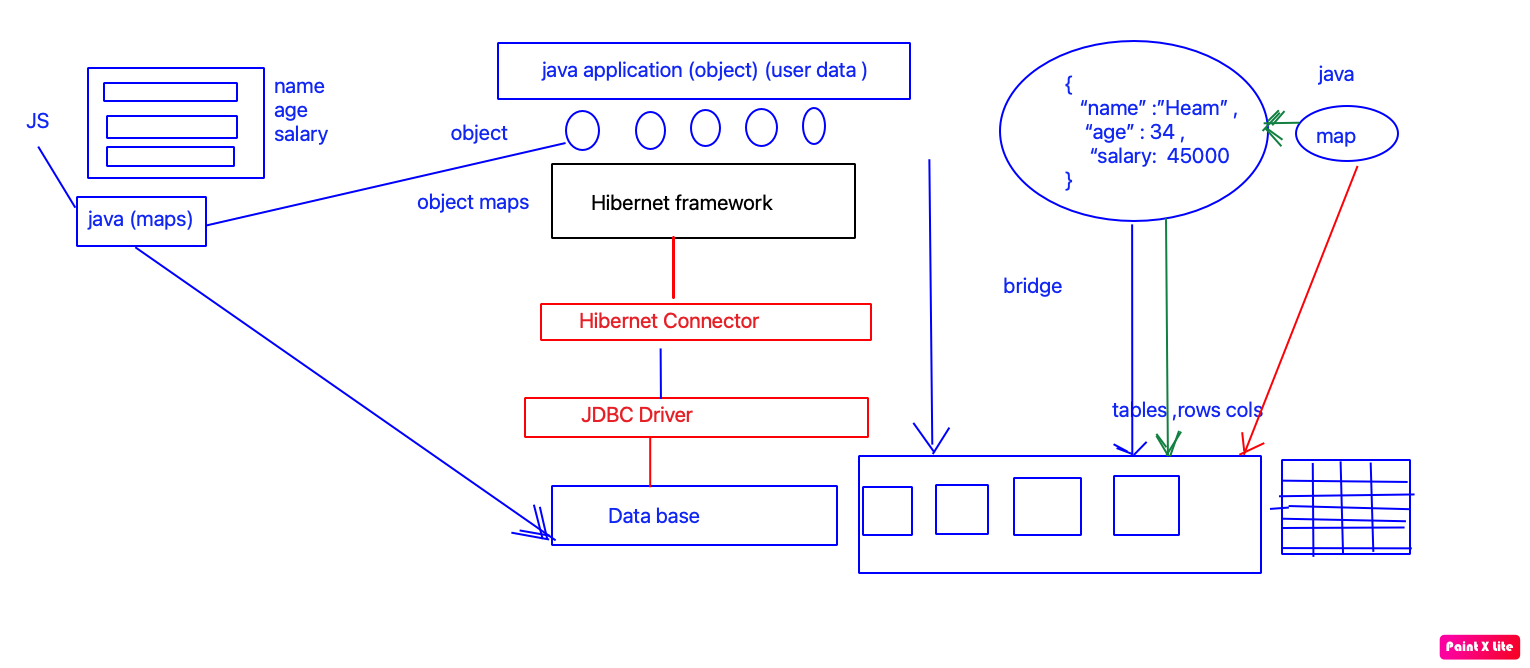 JS
name
age
salary
java (maps)
java application (object) (user data )
object
object maps
Hibernet framework
Hibernet Connector
JDBC Driver
Data base
{
“name” :”Heam” ,
“age” : 34 ,
“salary:  45000
}
java
map
bridge
tables ,rows cols
Paint X Lite